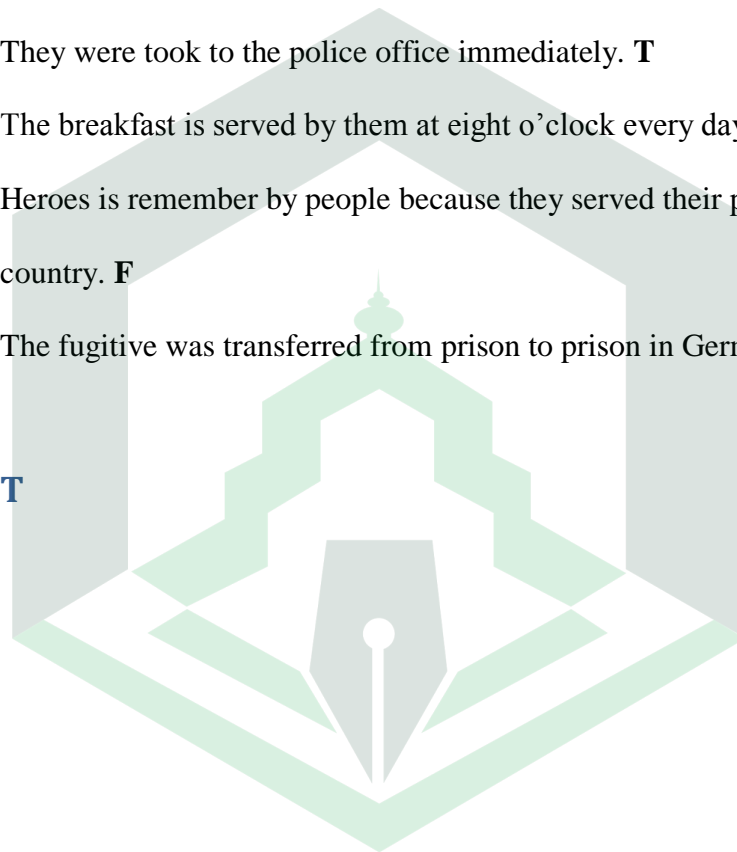 They were took to the police office immediately. T
The breakfast is served by them at eight o’clock every day
Heroes is remember by people because they served their
country. F
The fugitive was transferred from prison to prison in
T